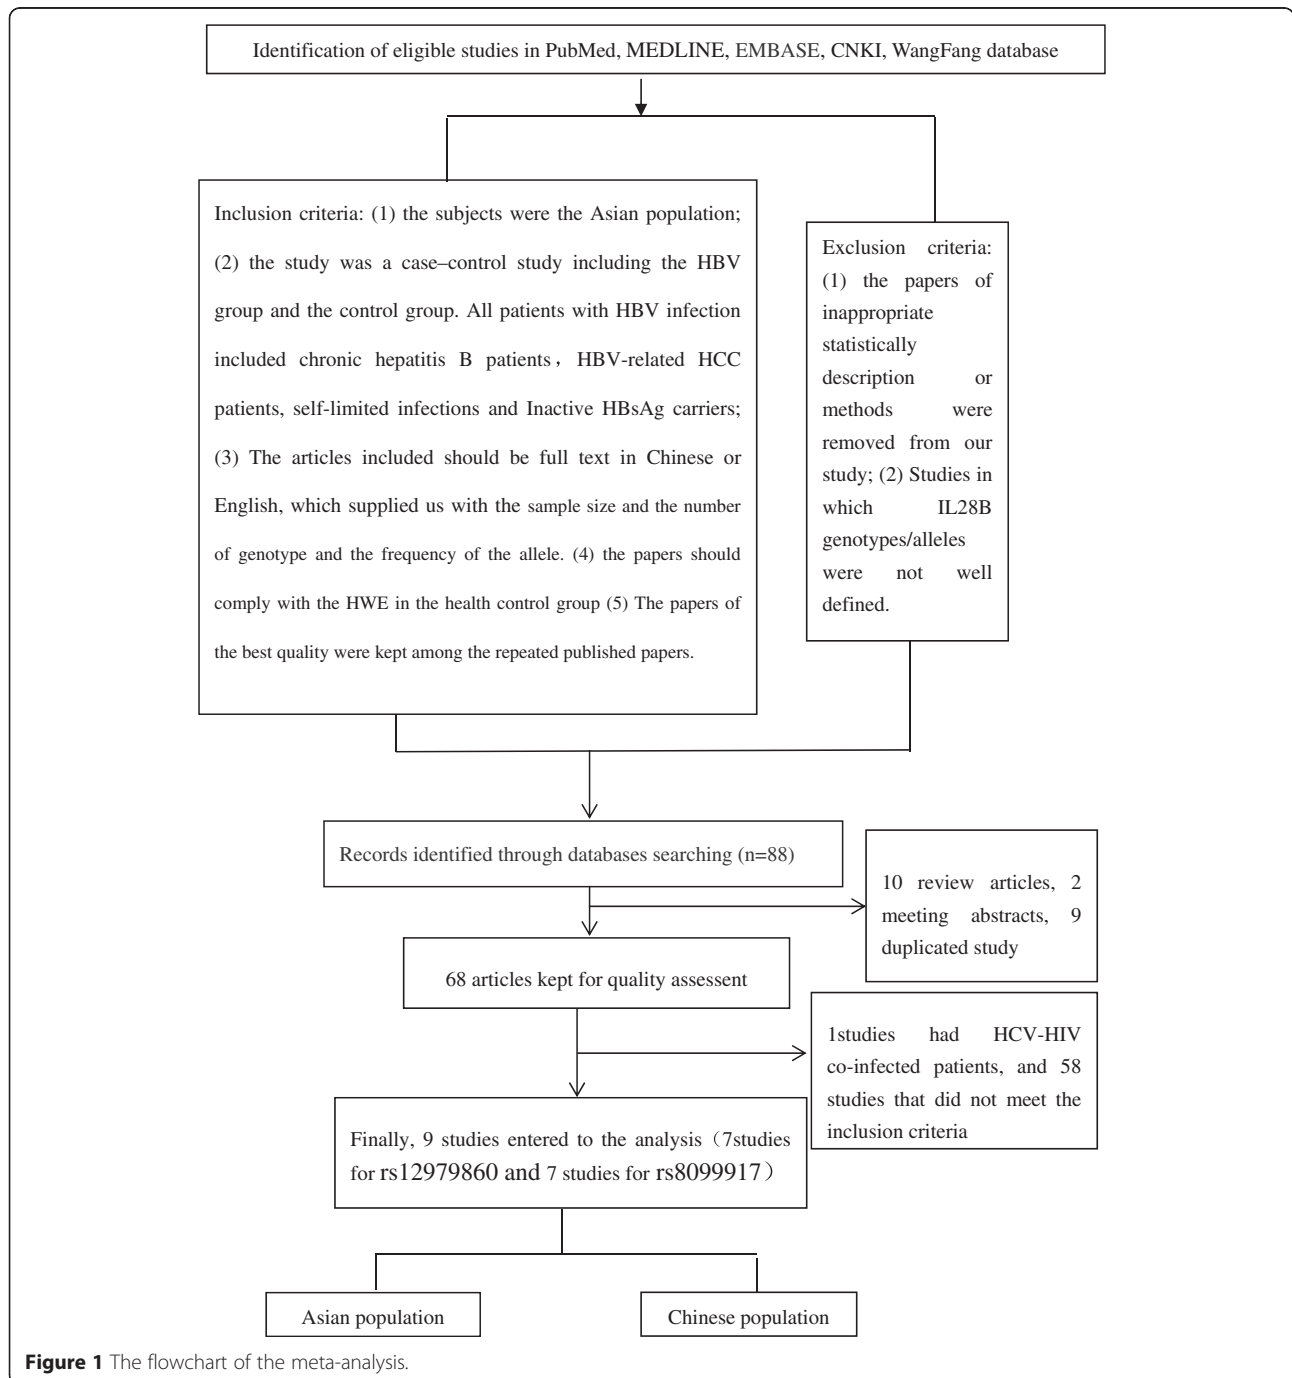 Identification of eligible studies in PubMed, MEDLINE, EMBASE, CNKI, WangFang database
Inclusion criteria: (1) the subjects were the Asian population;
(2) the study was a case–control study including the HBV
group and the control group. All patients with HBV infection
included chronic hepatitis B patients，HBV-related HCC
patients, self-limited infections and Inactive HBsAg carriers;
(3) The articles included should be full text in Chinese or
English, which supplied us with the sample size and the number
of genotype and the frequency of the allele. (4) the papers should
comply with the HWE in the health control group (5) The papers of
the best quality were kept among the repeated published papers.
Exclusion criteria:
(1) the papers of
inappropriate
statistically
description or
methods were
removed from our
study; (2) Studies in
which IL28B
genotypes/alleles
were not well
defined.
Records identified through databases searching (n=88)
10 review articles, 2
meeting abstracts, 9
duplicated study
68 articles kept for quality assessent
1studies had HCV-HIV
co-infected patients, and 58
studies that did not meet the
inclusion criteria
Finally, 9 studies entered to the analysis（7studies
for rs12979860 and 7 studies for rs8099917）
Asian population
Chinese population
Figure 1 The flowchart of the meta-analysis.